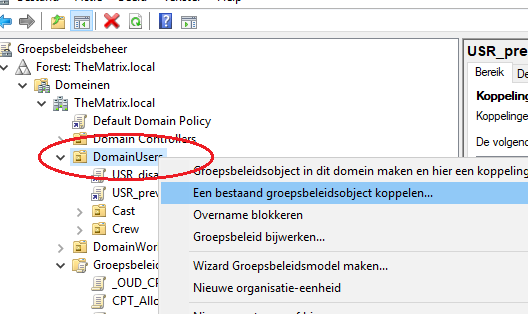 Groepsbeleidsbeheer
Forest: TheMatrix.local
Domeinen
TheMatrix.local
Default Domain Policy
Domain Controllers
DomainUsers
USR_disa
USR_prev
Cast
Crew
DomainWor
Groepsbeleid
_OUD_CP
CPT_Allo
Groepsbeleidsobject in dit domein maken en hier een koppeling
Een bestaand groepsbeleidsobject koppelen...
Overname blokkeren
Groepsbeleid bijwerken...
Wizard Groepsbeleidsmodel maken...
Nieuwe organisatie-eenheid
USR_pre
Bereik
De
Koppeling
Koppelinge
De volgend